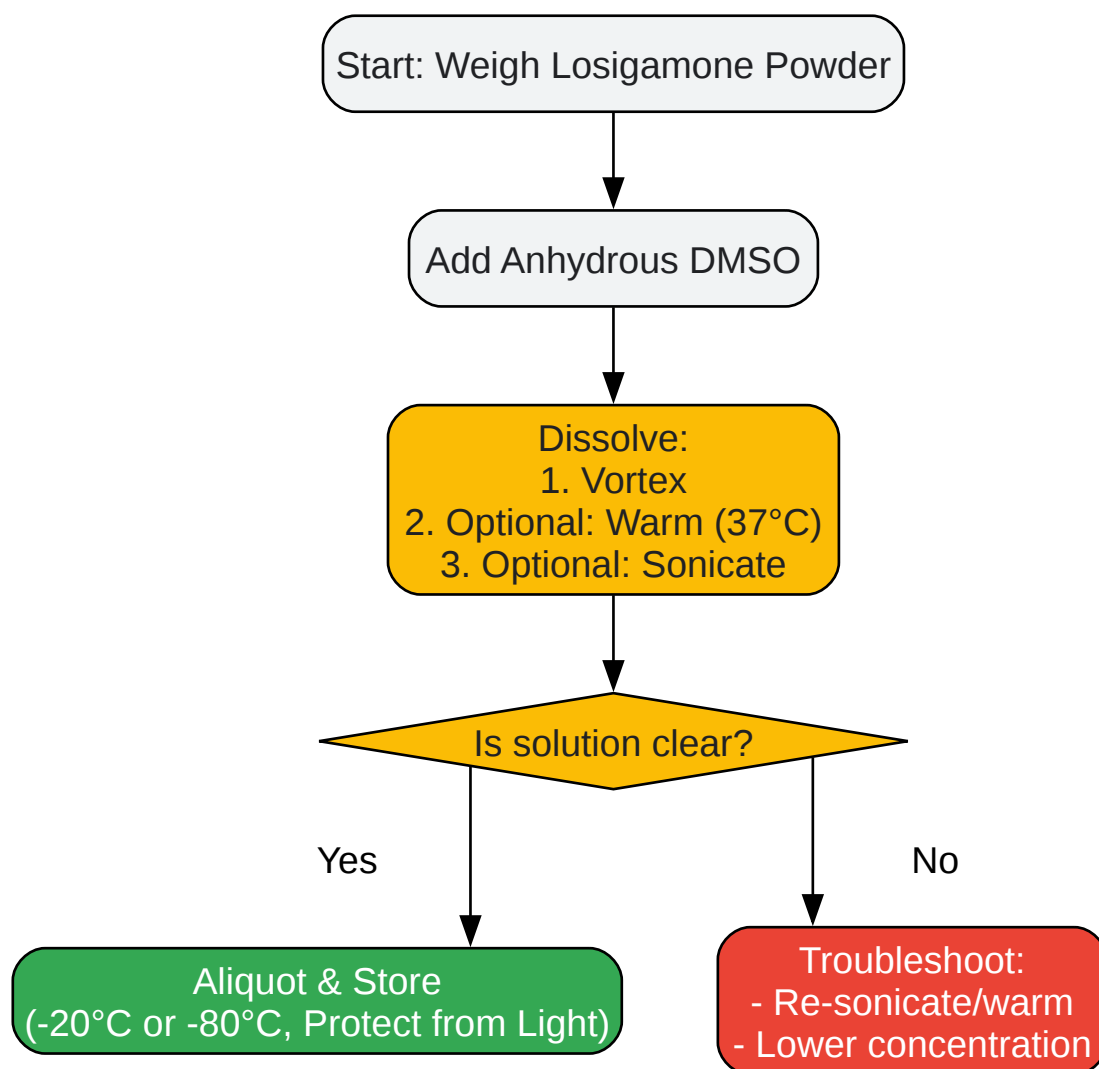 Start: Weigh Losigamone Powder
Add Anhydrous DMSO
Dissolve:
1. Vortex
2. Optional: Warm (37°C)
3. Optional: Sonicate
Is solution clear?
Yes
No
Aliquot & Store
(-20°C or -80°C, Protect from Light)
Troubleshoot:
- Re-sonicate/warm
- Lower concentration